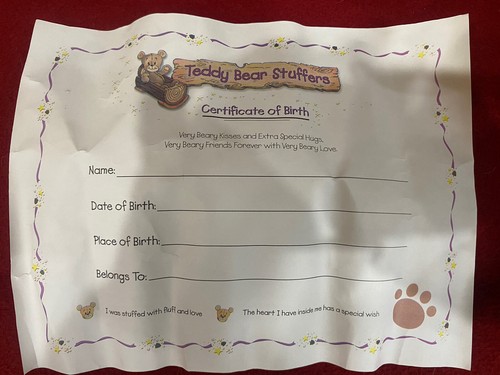 Teddy Bear Stuffers
Certificate of Birth
Very Beary Kisses and Extra Special Hugs.
Very Beary Friends Forever with Very Beary Love.
Name:
Date of Birth:
Place of Birth:
Belongs To:
I was stuffed with fluff and love
The heart I have inside me has a special wish